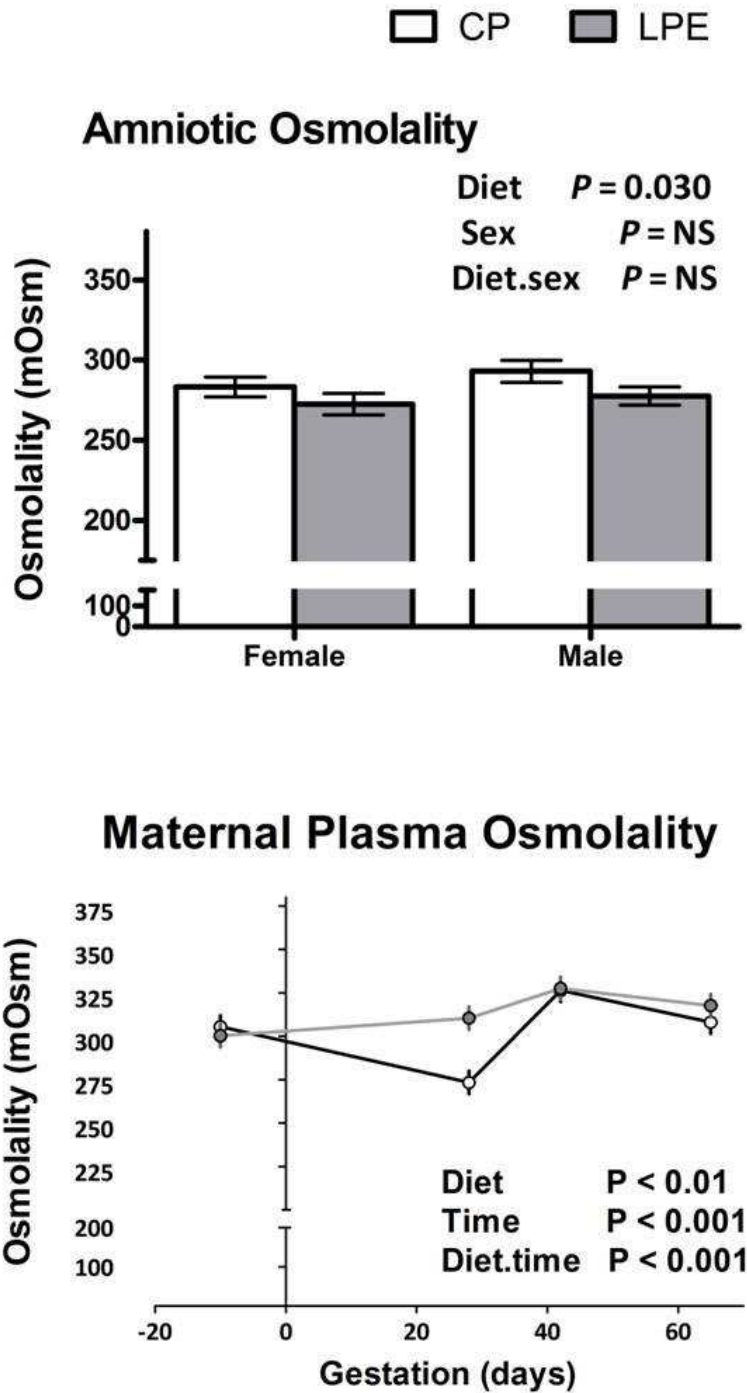 CP LPE
Amniotic Osmolality
Diet P = 0.030
Sex P = NS
Diet.sex P = NS
Osmolality (mOsm)
350
300
250
200
100
0
Female Male
Maternal Plasma Osmolality
Osmolality (mOsm)
375
350
325
300
275
250
225
200
100
Diet P < 0.01
Time P < 0.001
Diet.time P < 0.001
-20 0 20 40 60
Gestation (days)